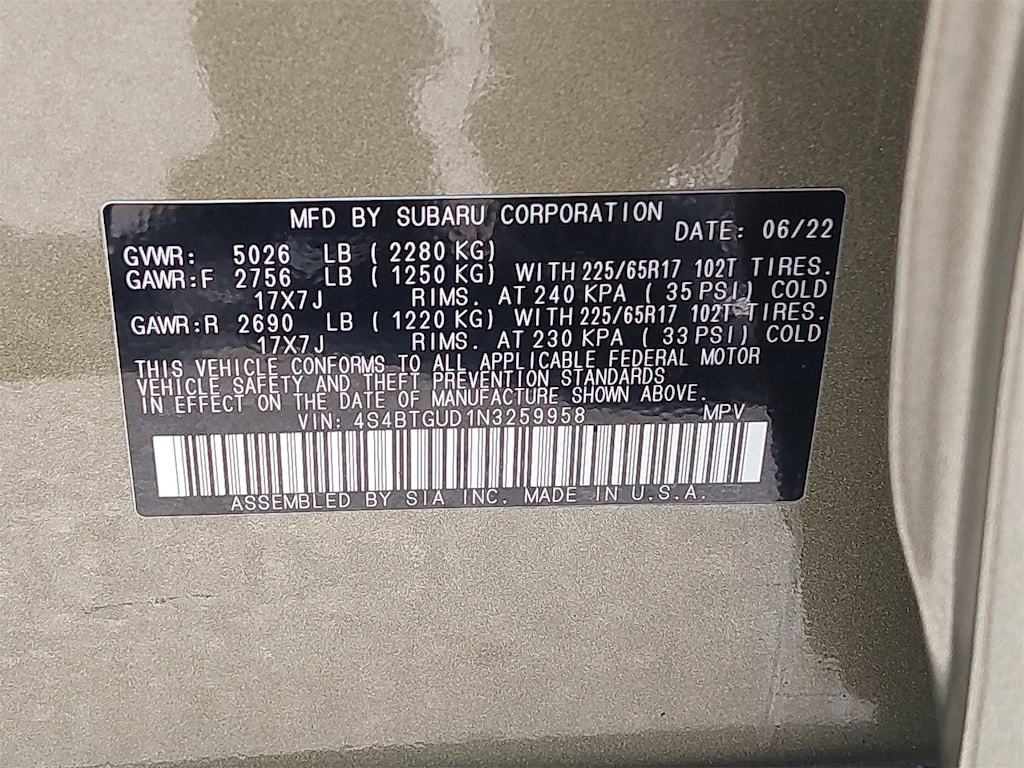 MFD BY SUBARU CORPORATION
DATE: 06/22
GVWR: 5026 LB ( 2280 KG)
GAWR:F 2756 LB ( 1250 KG) WITH 225/65R17 102T TIRES.
17X7J RIMS. AT 240 KPA ( 35 PSI) COLD
GAWR:R 2690 LB ( 1220 KG) WITH 225/65R17 102T TIRES.
17X7J RIMS. AT 230 KPA ( 33 PSI) COLD
THIS VEHICLE CONFORMS TO ALL APPLICABLE FEDERAL MOTOR
VEHICLE SAFETY AND THEFT PREVENTION STANDARDS
IN EFFECT ON THE DATE OF MANUFACTURE SHOWN ABOVE.
VIN: 4S4BTGUD1N3259958 MPV
ASSEMBLED BY SIA INC. MADE IN U.S.A.